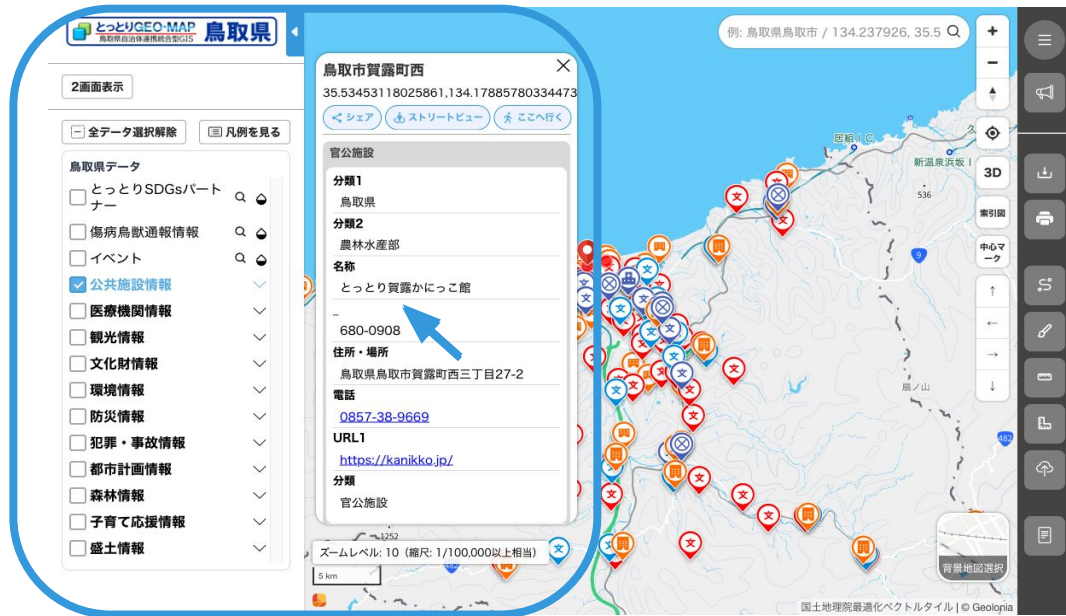 とっとりGEO·MAP
鳥取県自治体連携統合型GIS
鳥取県
2画面表示
全データ選択解除
凡例を見る
鳥取県データ
とっとりSDGsパート
ナー
傷病鳥獣通報情報
イベント
公共施設情報
医療機関情報
観光情報
文化財情報
環境情報
防災情報
犯罪・事故情報
都市計画情報
森林情報
子育て応援情報
盛土情報
鳥取市賀露町西
35.53453118025861,134.17885780334473
シェア
ストリートビュー
ここへ行く
官公施設
分類1
鳥取県
分類2
農林水産部
名称
とっとり賀露かにっこ館
_
680-0908
住所・場所
鳥取県鳥取市賀露町西三丁目27-2
電話
0857-38-9669
URL1
https://kanikko.jp/
分類
官公施設
1252
ズームレベル: 10 (縮尺: 1/100,000以上相当)
5 km
482
例: 鳥取県鳥取市 / 134.237926, 35.5
居組IC
久
新温泉浜坂I
536
9
扇ノ山
482
3D
索引図
中心マ
ーク
背景地図選択
国土地理院最適化ベクトルタイル | © Geolonia